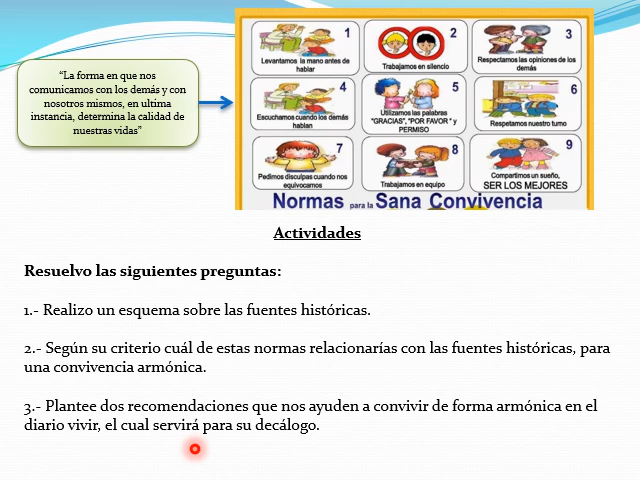 “La forma en que nos
comunicamos con los demás y con
nosotros mismos, en ultima
instancia, determina la calidad de
nuestras vidas”
1
Levantamos la mano antes de
hablar
2
Trabajamos en silencio
3
Respectamos las opiniones de los
demás
4
Escuchamos cuando los demás
hablan
5
Utilizamos las palabras
"GRACIAS', "POR FAVOR " y
PERMISO
6
Respetamos nuestro turno
7
Pedimos disculpas cuando nos
equivocamos
8
Trabajamos en equipo
9
Compartimos un sueño,
SER LOS MEJORES
Normas para la Sana Convivencia
Actividades
Resuelvo las siguientes preguntas:
1.- Realizo un esquema sobre las fuentes históricas.
2.- Según su criterio cuál de estas normas relacionarías con las fuentes históricas, para
una convivencia armónica.
3.- Plantee dos recomendaciones que nos ayuden a convivir de forma armónica en el
diario vivir, el cual servirá para su decálogo.